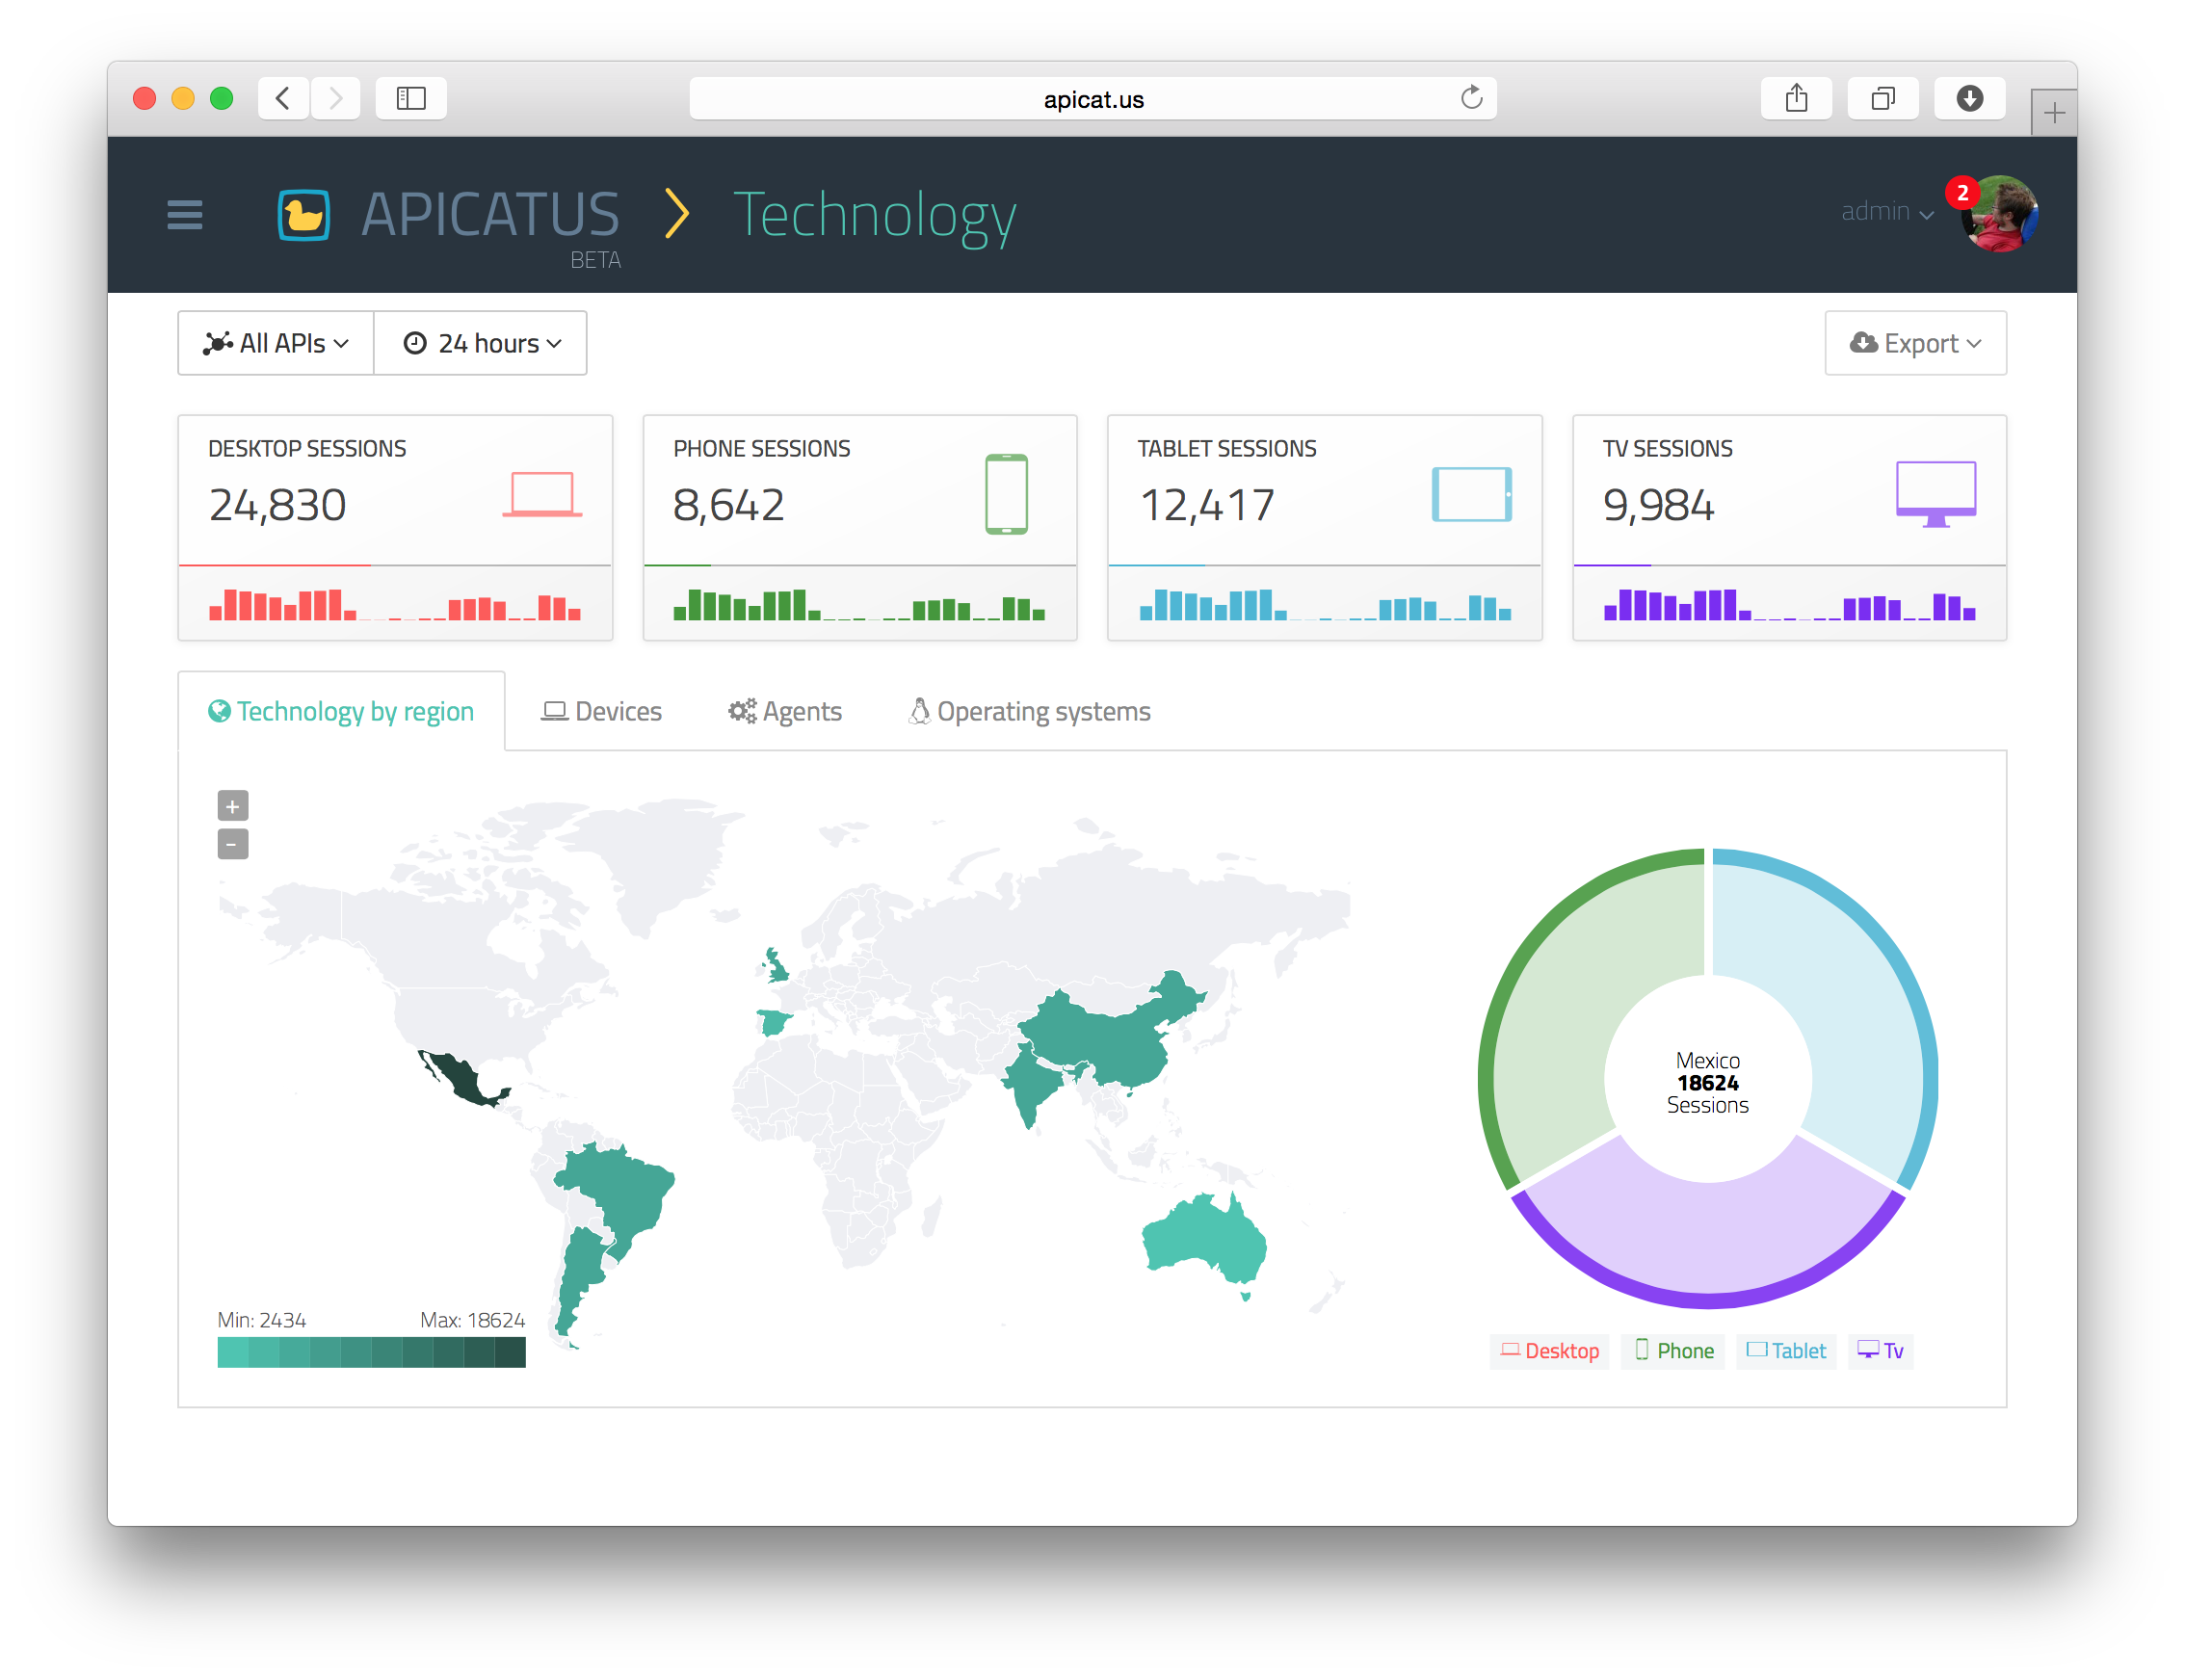 apicat.us
APICATUS
BETA
Technology
admin
2
All APIs
24 hours
Export
DESKTOP SESSIONS
24,830
PHONE SESSIONS
8,642
TABLET SESSIONS
12,417
TV SESSIONS
9,984
Technology by region
Devices
Agents
Operating systems
+
−
Mexico
18624
Sessions
Min: 2434
Max: 18624
Desktop
Phone
Tablet
Tv